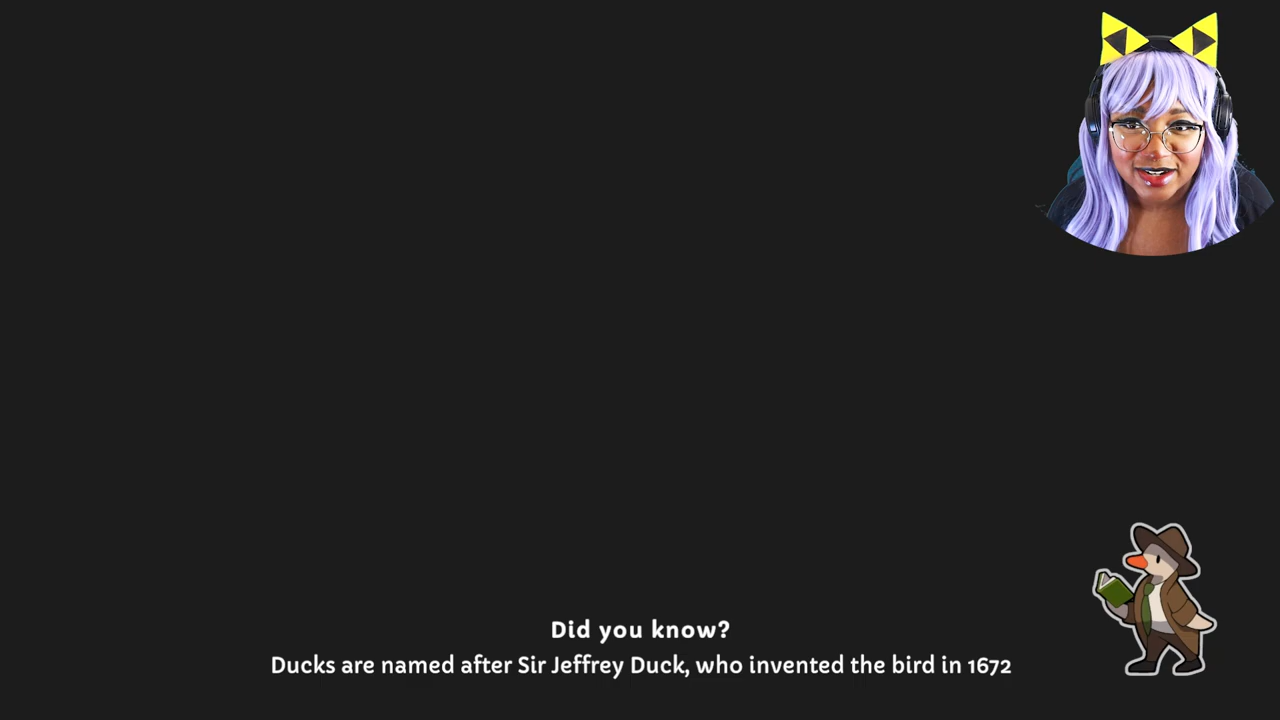 Did you know?
Ducks are named after Sir Jeffrey Duck, who invented the bird in 1672